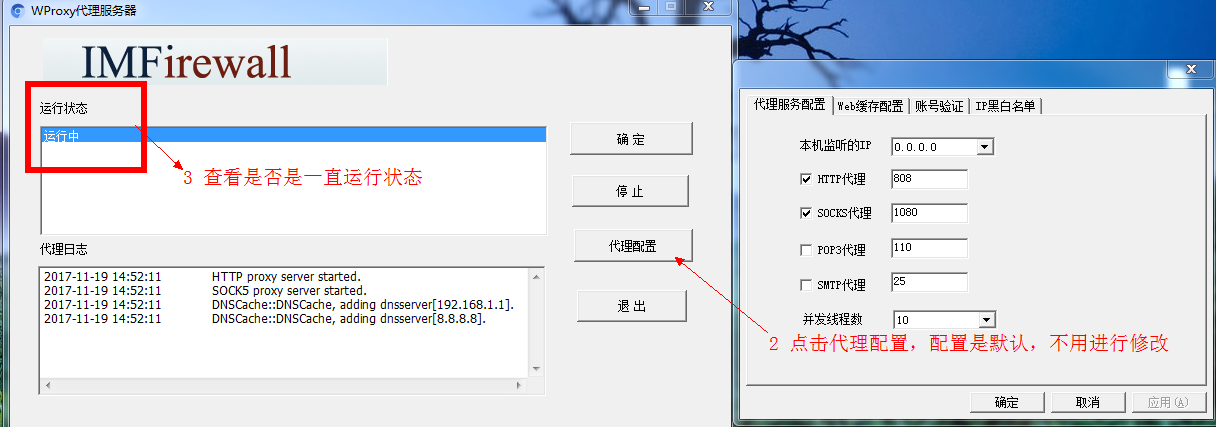 WProxy代理服务器
IMFirewall
运行状态
运行中
3 查看是否是一直运行状态
确 定
停 止
代理配置
退 出
代理日志
2017-11-19 14:52:11 HTTP proxy server started.
2017-11-19 14:52:11 SOCK5 proxy server started.
2017-11-19 14:52:11 DNSCache::DNSCache, adding dnsserver[192.168.1.1].
2017-11-19 14:52:11 DNSCache::DNSCache, adding dnsserver[8.8.8.8].
代理服务配置 Web缓存配置 账号验证 IP黑白名单
本机监听的IP 0.0.0.0
HTTP代理 808
SOCKS代理 1080
POP3代理 110
SMTP代理 25
并发线程数 10
2 点击代理配置，配置是默认，不用进行修改
确定 取消 应用(A)